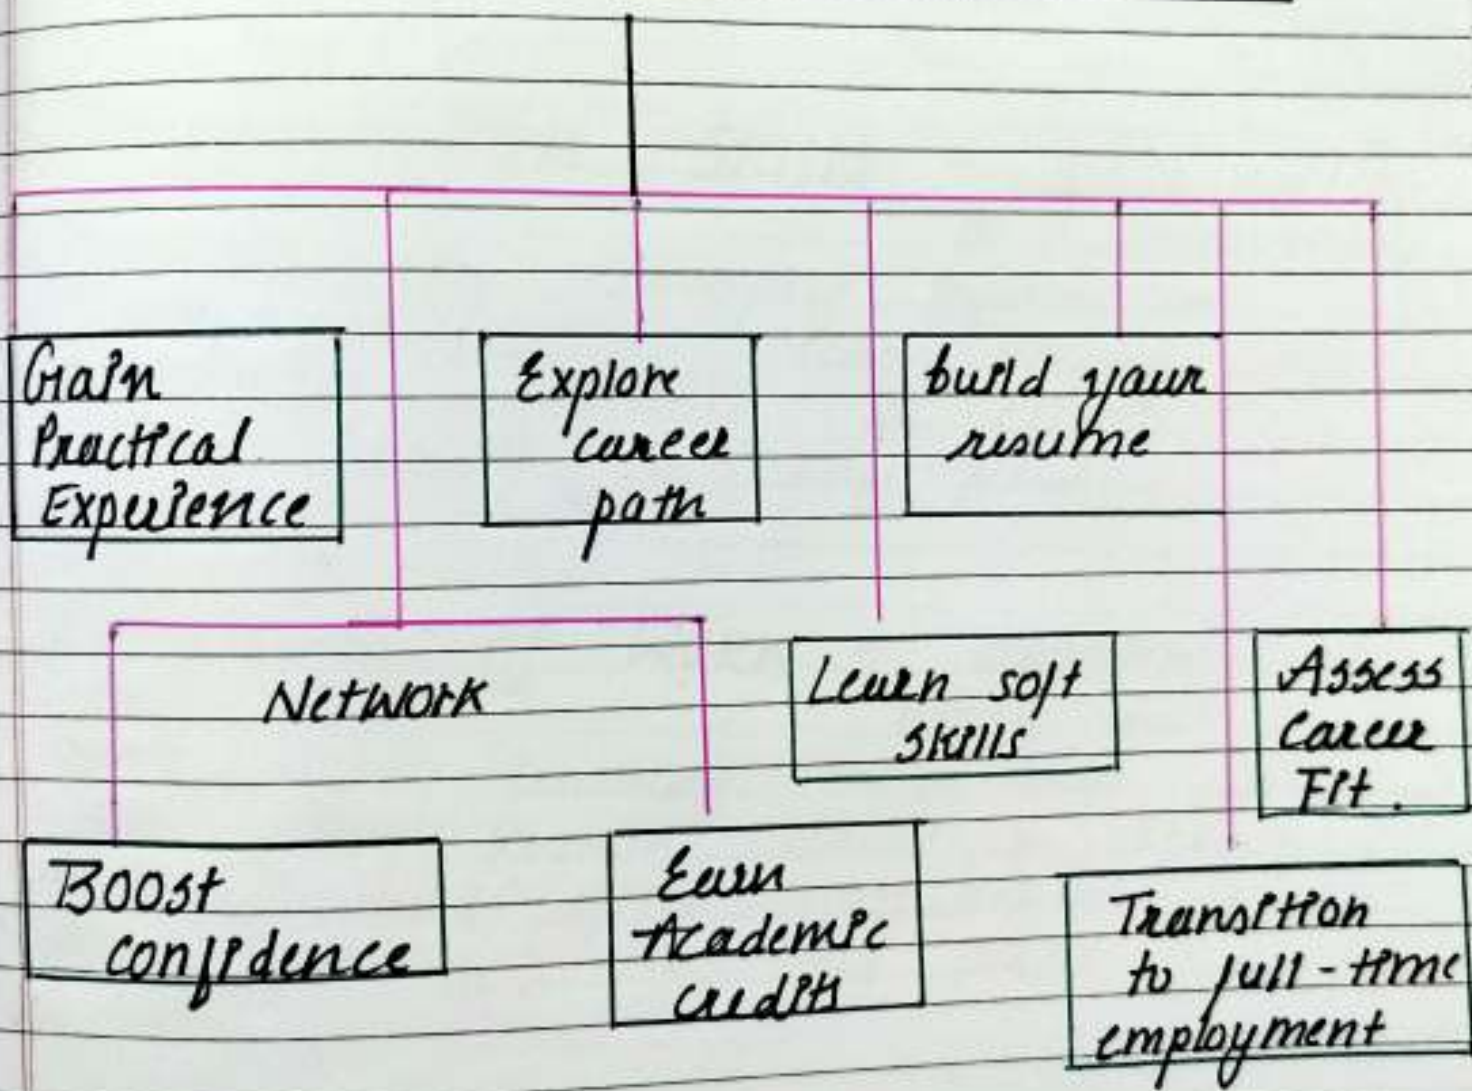 Gain
Practical
Experience
Explore
career
path
build your
resume
Network
Learn soft
skills
Assess
Career
Fit.
Boost
confidence
Earn
Academic
credits
Transition
to full-time
employment